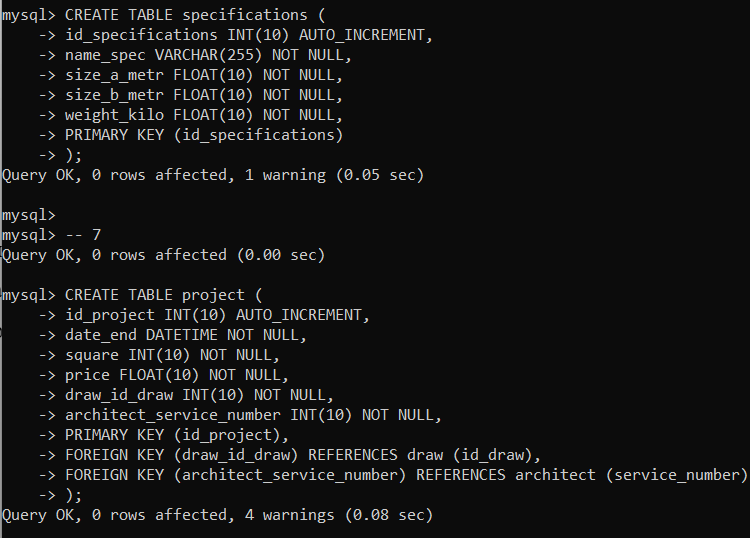 mysql> CREATE TABLE specifications (
    -> id_specifications INT(10) AUTO_INCREMENT,
    -> name_spec VARCHAR(255) NOT NULL,
    -> size_a_metr FLOAT(10) NOT NULL,
    -> size_b_metr FLOAT(10) NOT NULL,
    -> weight_kilo FLOAT(10) NOT NULL,
    -> PRIMARY KEY (id_specifications)
    -> );
Query OK, 0 rows affected, 1 warning (0.05 sec)

mysql>
mysql> -- 7
Query OK, 0 rows affected (0.00 sec)

mysql> CREATE TABLE project (
    -> id_project INT(10) AUTO_INCREMENT,
    -> date_end DATETIME NOT NULL,
    -> square INT(10) NOT NULL,
    -> price FLOAT(10) NOT NULL,
    -> draw_id_draw INT(10) NOT NULL,
    -> architect_service_number INT(10) NOT NULL,
    -> PRIMARY KEY (id_project),
    -> FOREIGN KEY (draw_id_draw) REFERENCES draw (id_draw),
    -> FOREIGN KEY (architect_service_number) REFERENCES architect (service_number)
    -> );
Query OK, 0 rows affected, 4 warnings (0.08 sec)